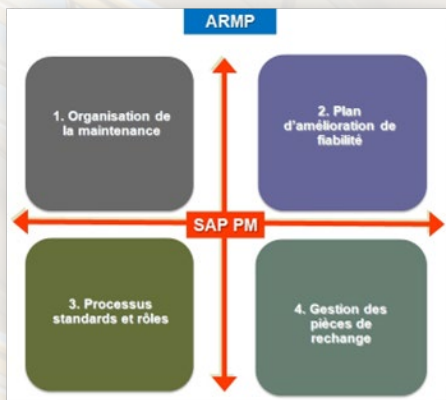 ARMP
1. Organisation de
la maintenance
2. Plan
d'amélioration de
fiabilité
SAP PM
3. Processus
standards et rôles
4. Gestion des
pièces de
rechange